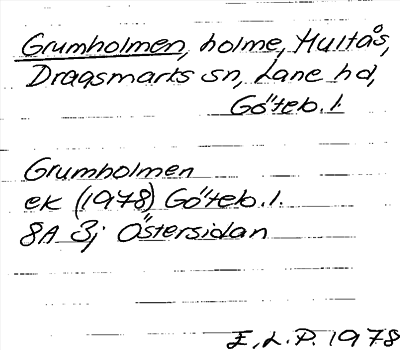 Grumholmen, holme, Hultås,
Dragsmarks sn, Lane hd,
Göteb. l.
Grumholmen
ek (1978) Göteb. l.
8A 3j Östersidan
E. L. P. 1978